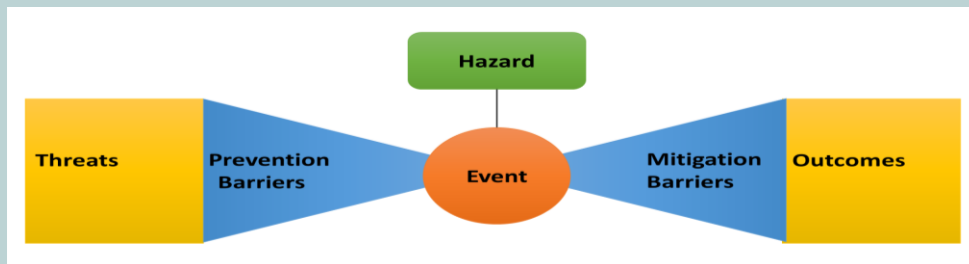 Hazard
Threats
Prevention
Barriers
Event
Mitigation
Barriers
Outcomes